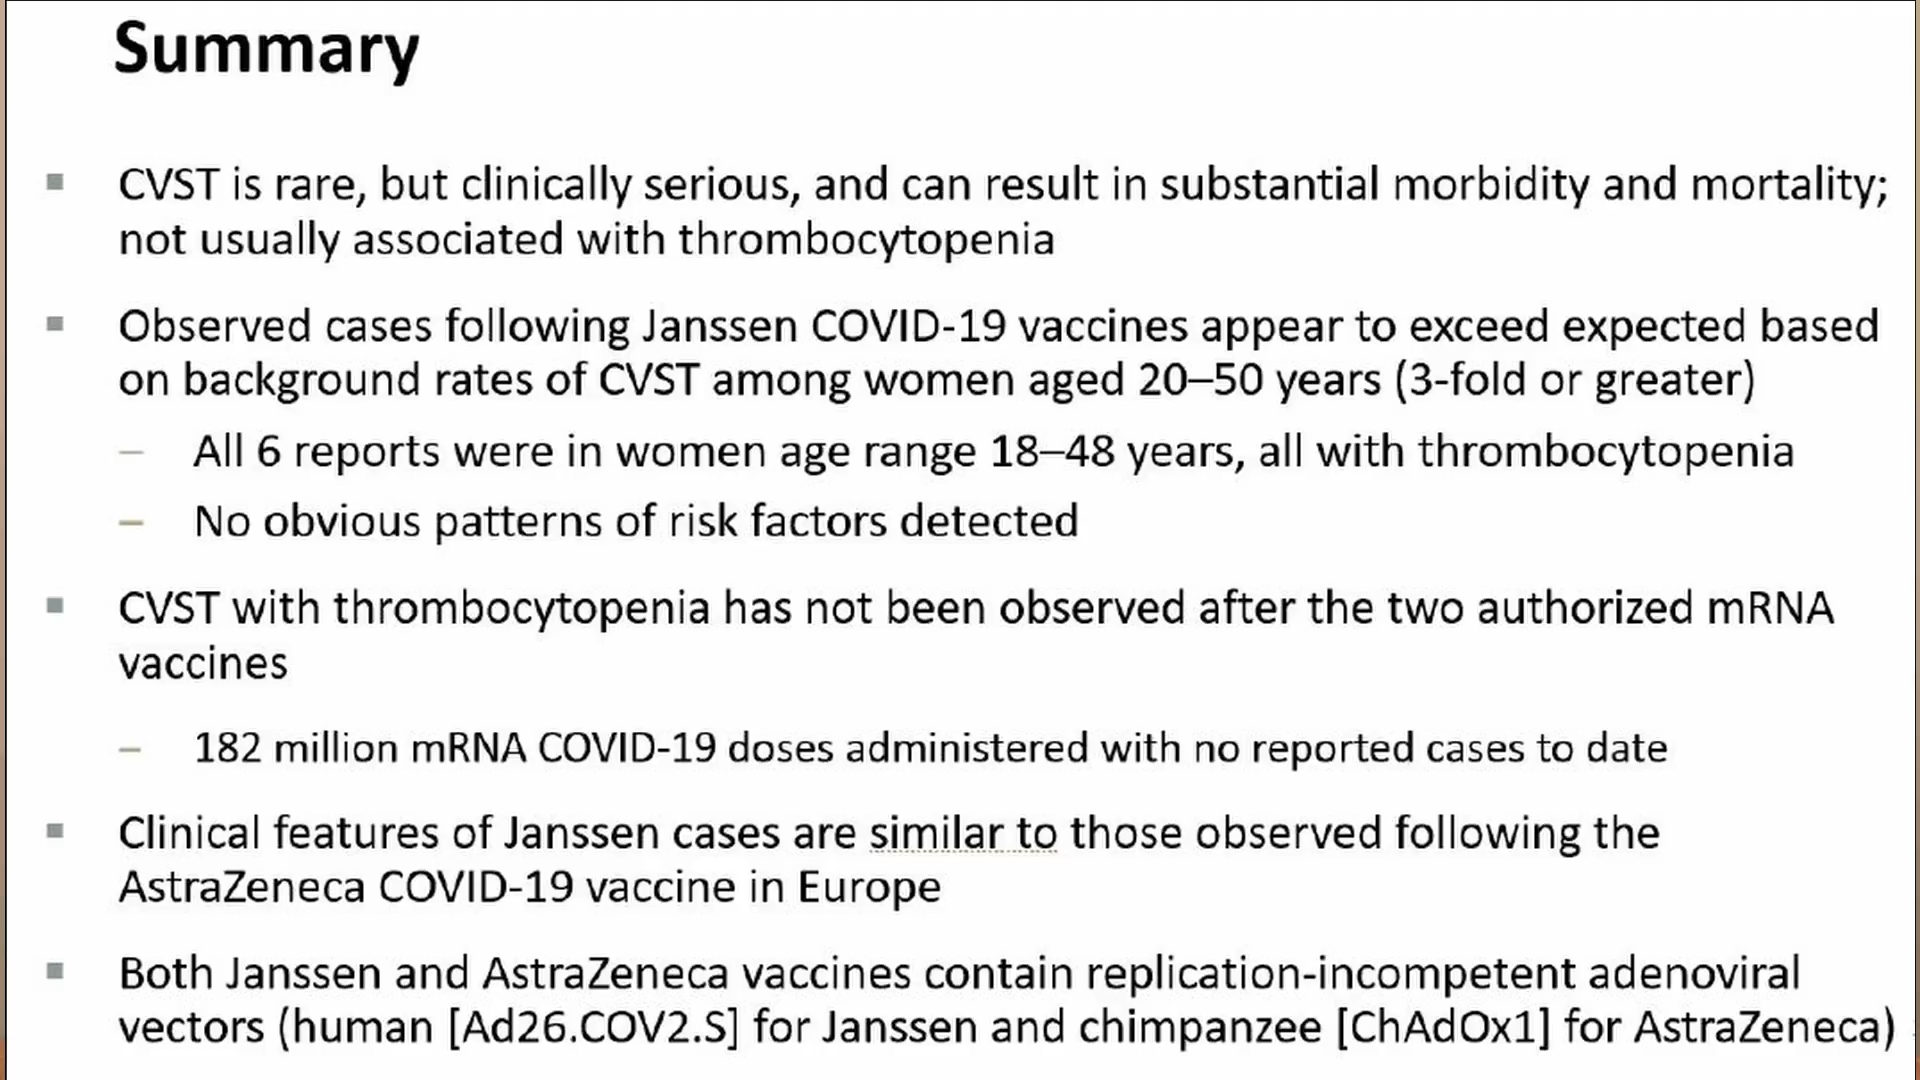 Summary
▪ CVST is rare, but clinically serious, and can result in substantial morbidity and mortality;
not usually associated with thrombocytopenia
▪ Observed cases following Janssen COVID-19 vaccines appear to exceed expected based
on background rates of CVST among women aged 20–50 years (3-fold or greater)
– All 6 reports were in women age range 18–48 years, all with thrombocytopenia
– No obvious patterns of risk factors detected
▪ CVST with thrombocytopenia has not been observed after the two authorized mRNA
vaccines
– 182 million mRNA COVID-19 doses administered with no reported cases to date
▪ Clinical features of Janssen cases are similar to those observed following the
AstraZeneca COVID-19 vaccine in Europe
▪ Both Janssen and AstraZeneca vaccines contain replication-incompetent adenoviral
vectors (human [Ad26.COV2.S] for Janssen and chimpanzee [ChAdOx1] for AstraZeneca)